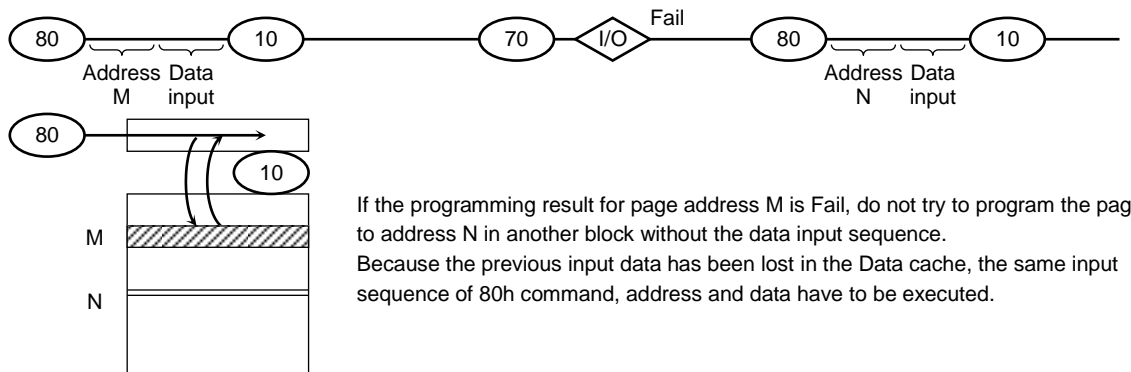 Fail
80 10 70 I/O 80 10
Address Data Address Data
M input N input
80
10
If the programming result for page address M is Fail, do not try to program the pag
to address N in another block without the data input sequence.
Because the previous input data has been lost in the Data cache, the same input
sequence of 80h command, address and data have to be executed.
M
N